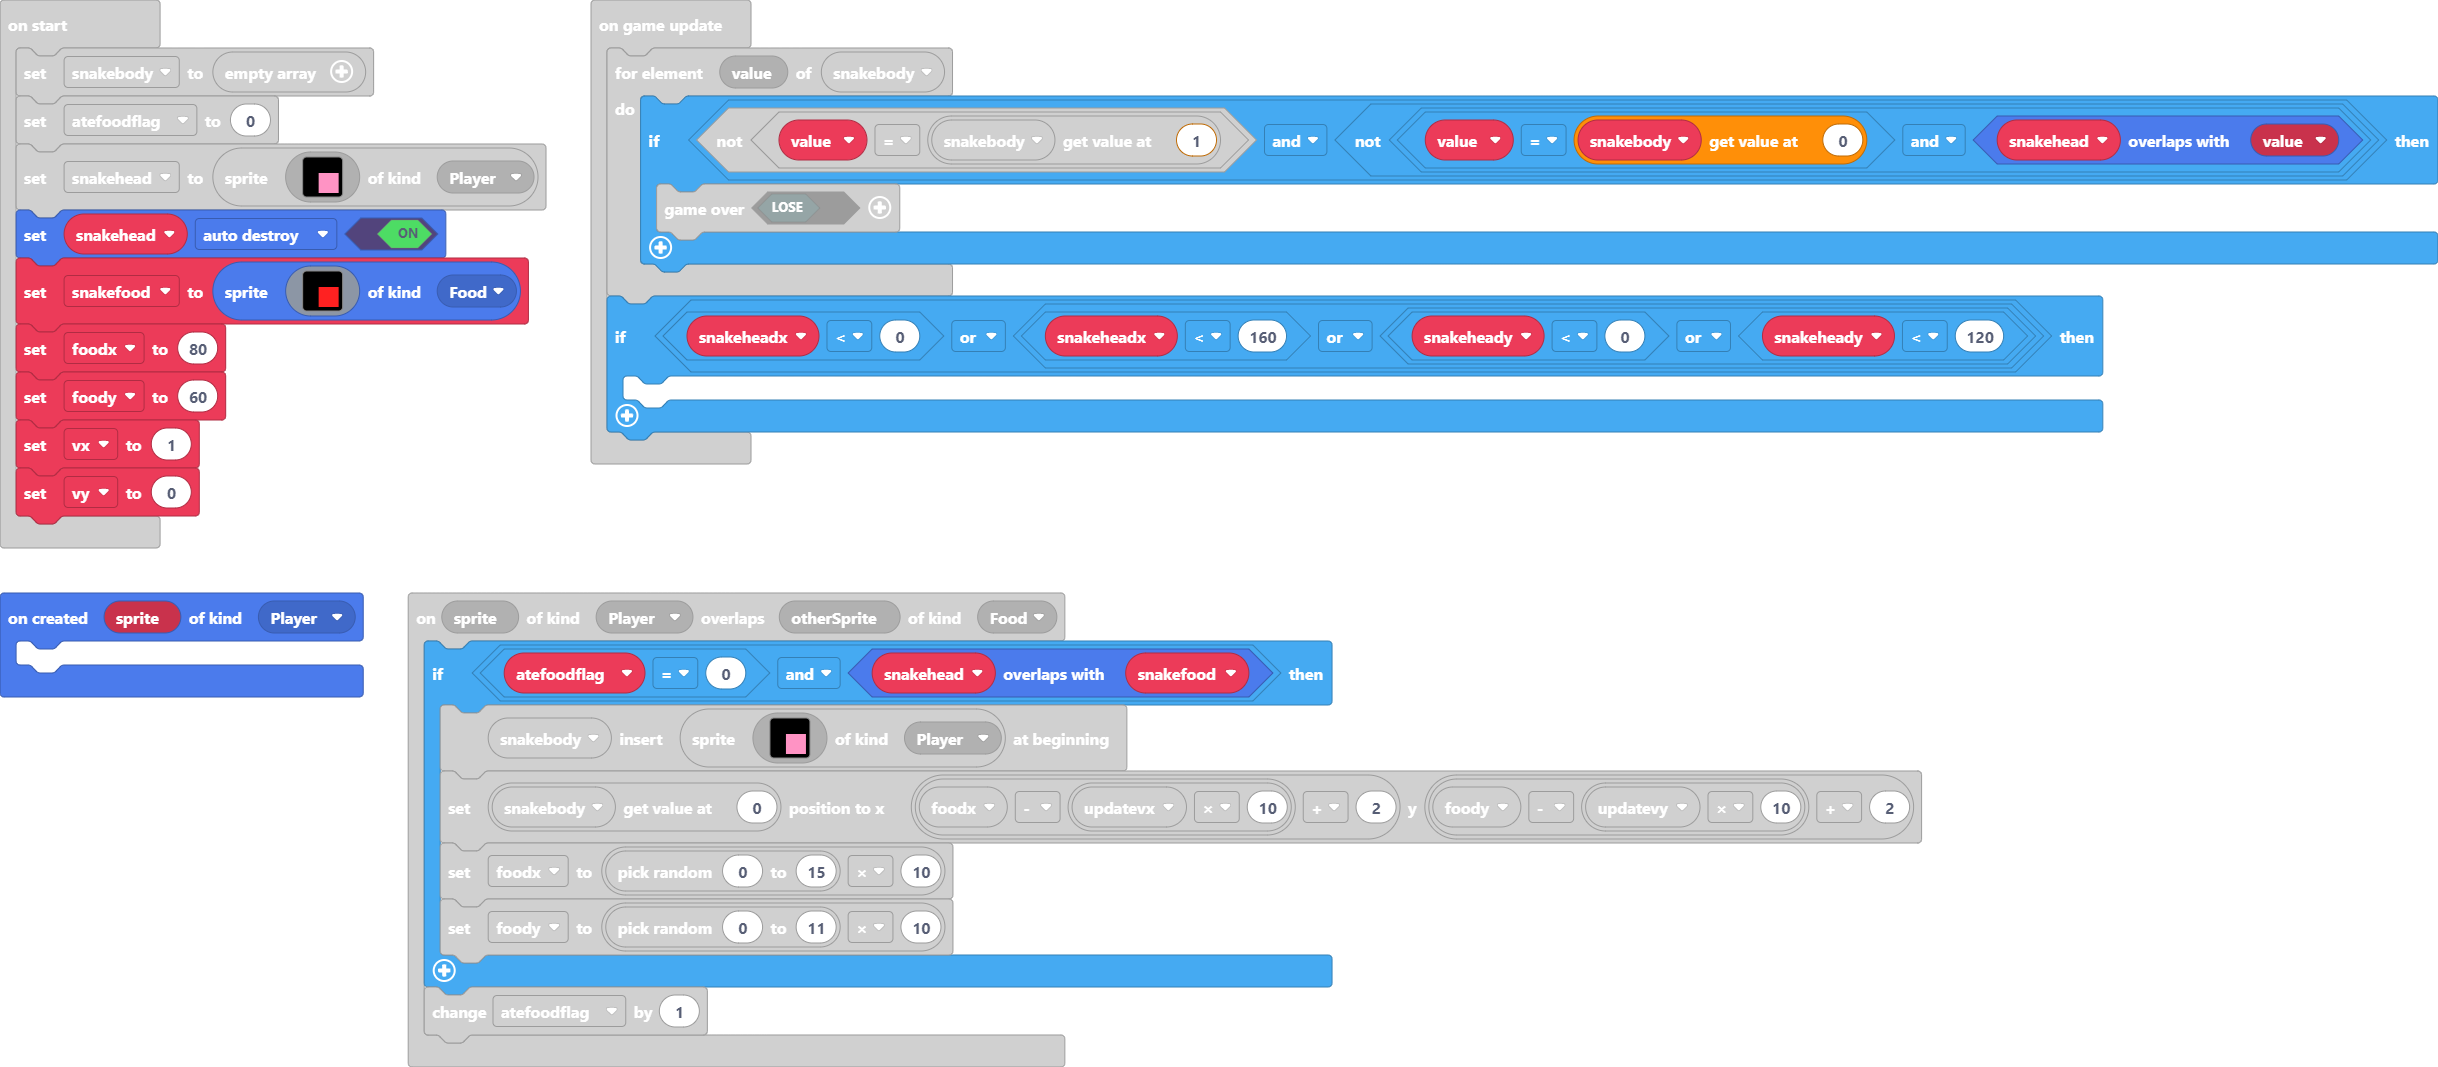 on start
set snakebody to empty array
set atefoodflag to 0
set snakehead to sprite of kind Player
set snakehead auto destroy ON
set snakefood to sprite of kind Food
set foodx to 80
set foody to 60
set vx to 1
set vy to 0
on game update
for element value of snakebody
do
if not value = snakebody get value at 1 and not value = snakebody get value at 0 and snakehead overlaps with value then
game over LOSE
if snakeheadx < 0 or snakeheadx < 160 or snakeheady < 0 or snakeheady < 120 then
on created sprite of kind Player
on sprite of kind Player overlaps otherSprite of kind Food
if atefoodflag = 0 and snakehead overlaps with snakefood then
snakebody insert sprite of kind Player at beginning
set snakebody get value at 0 position to x foodx - updatevx × 10 + 2 y foody - updatevy × 10 + 2
set foodx to pick random 0 to 15 × 10
set foody to pick random 0 to 11 × 10
change atefoodflag by 1